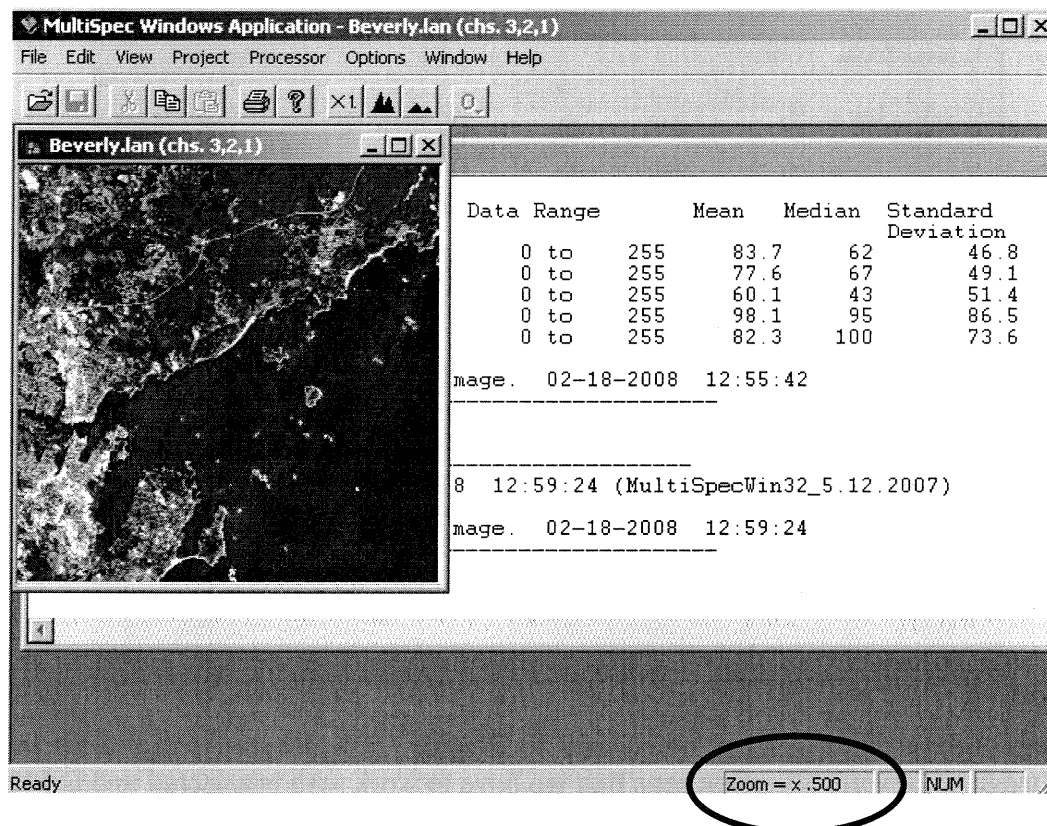 MultiSpec Windows Application - Beverly.lan (chs. 3,2,1)
File Edit View Project Processor Options Window Help
×1
Beverly.lan (chs. 3,2,1)
Data Range Mean Median Standard
Deviation
0 to 255 83.7 62 46.8
0 to 255 77.6 67 49.1
0 to 255 60.1 43 51.4
0 to 255 98.1 95 86.5
0 to 255 82.3 100 73.6
mage. 02-18-2008 12:55:42
8 12:59:24 (MultiSpecWin32_5.12.2007)
mage. 02-18-2008 12:59:24
Ready Zoom = x .500 NUM